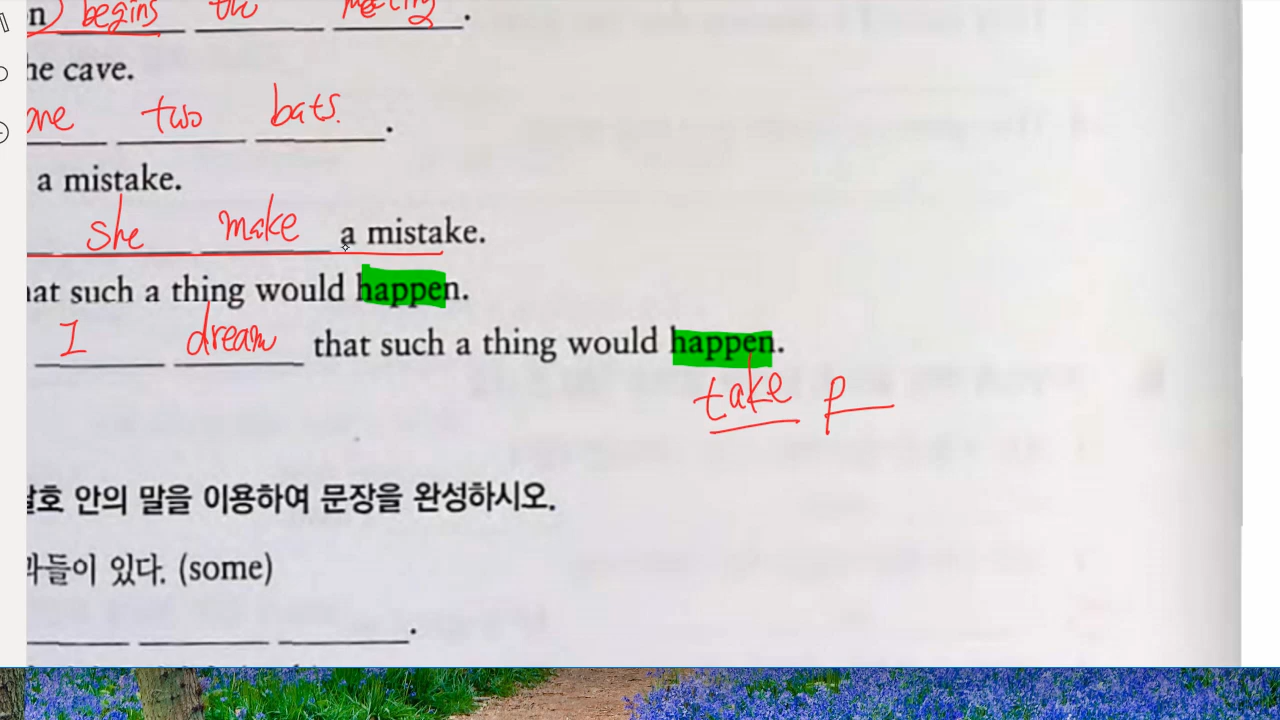 begins the meeting.
he cave.
one two bats.
a mistake.
she make a mistake.
at such a thing would happen.
I dream that such a thing would happen.
take p
괄호 안의 말을 이용하여 문장을 완성하시오.
과들이 있다. (some)